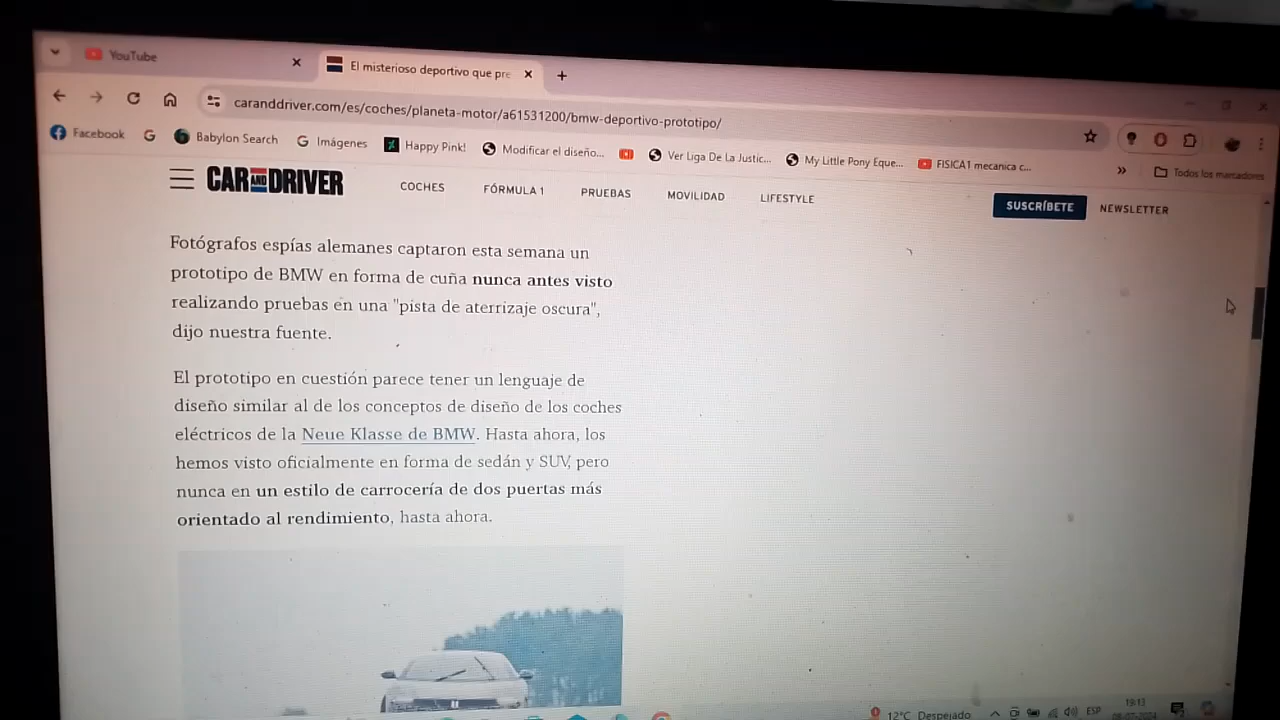 YouTube
El misterioso deportivo que pre
caranddriver.com/es/coches/planeta-motor/a61531200/bmw-deportivo-prototipo/
Facebook
Babylon Search
Imágenes
Happy Pink!
Modificar el diseño...
Ver Liga De La Justic...
My Little Pony Eque...
FISICA1 mecanica c...
»
Todos los marcadores
CAR AND DRIVER
COCHES
FÓRMULA 1
PRUEBAS
MOVILIDAD
LIFESTYLE
SUSCRÍBETE
NEWSLETTER
Fotógrafos espías alemanes captaron esta semana un
prototipo de BMW en forma de cuña nunca antes visto
realizando pruebas en una "pista de aterrizaje oscura",
dijo nuestra fuente.
El prototipo en cuestión parece tener un lenguaje de
diseño similar al de los conceptos de diseño de los coches
eléctricos de la Neue Klasse de BMW. Hasta ahora, los
hemos visto oficialmente en forma de sedán y SUV, pero
nunca en un estilo de carrocería de dos puertas más
orientado al rendimiento, hasta ahora.
12°C Despejado
ESP
19:13